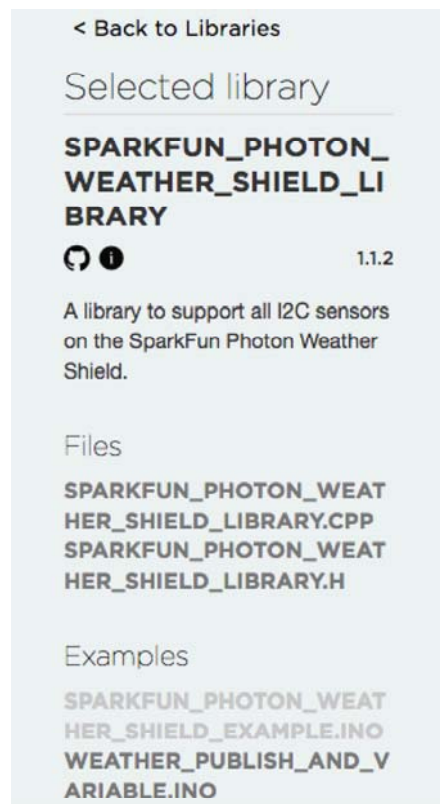 < Back to Libraries
Selected library
SPARKFUN_PHOTON_
WEATHER_SHIELD_LI
BRARY
1.1.2
A library to support all I2C sensors
on the SparkFun Photon Weather
Shield.
Files
SPARKFUN_PHOTON_WEAT
HER_SHIELD_LIBRARY.CPP
SPARKFUN_PHOTON_WEAT
HER_SHIELD_LIBRARY.H
Examples
SPARKFUN_PHOTON_WEAT
HER_SHIELD_EXAMPLE.INO
WEATHER_PUBLISH_AND_V
ARIABLE.INO